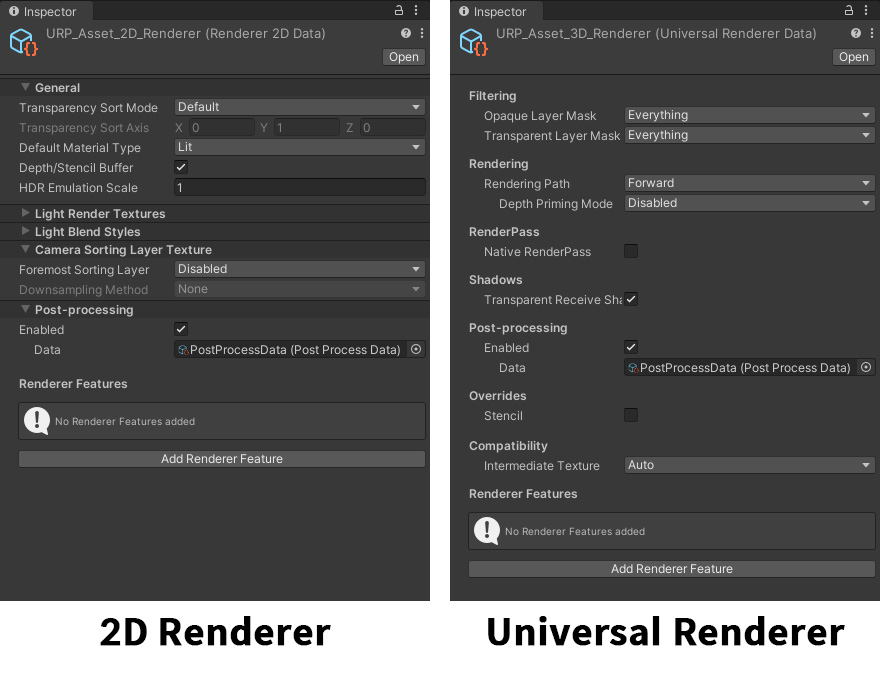 Inspector
URP_Asset_2D_Renderer (Renderer 2D Data)
Open
General
Transparency Sort Mode Default
Transparency Sort Axis X 0 Y 1 Z 0
Default Material Type Lit
Depth/Stencil Buffer
HDR Emulation Scale 1
Light Render Textures
Light Blend Styles
Camera Sorting Layer Texture
Foremost Sorting Layer Disabled
Downsampling Method None
Post-processing
Enabled
Data PostProcessData (Post Process Data)
Renderer Features
No Renderer Features added
Add Renderer Feature
2D Renderer
Inspector
URP_Asset_3D_Renderer (Universal Renderer Data)
Open
Filtering
Opaque Layer Mask Everything
Transparent Layer Mask Everything
Rendering
Rendering Path Forward
Depth Priming Mode Disabled
RenderPass
Native RenderPass
Shadows
Transparent Receive Sha
Post-processing
Enabled
Data PostProcessData (Post Process Data)
Overrides
Stencil
Compatibility
Intermediate Texture Auto
Renderer Features
No Renderer Features added
Add Renderer Feature
Universal Renderer